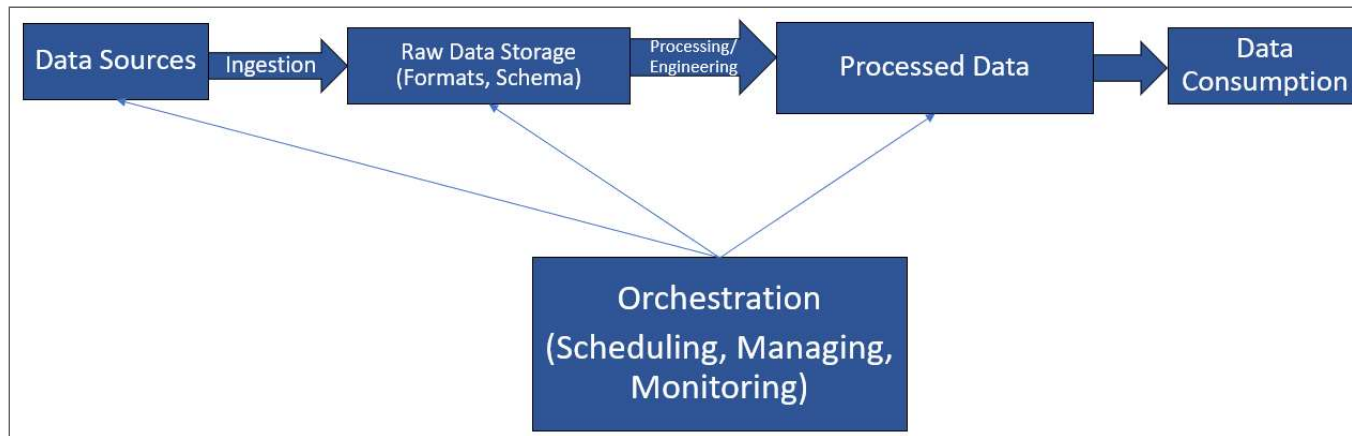 Data Sources
Ingestion
Raw Data Storage
(Formats, Schema)
Processing/
Engineering
Processed Data
Data
Consumption
Orchestration
(Scheduling, Managing,
Monitoring)